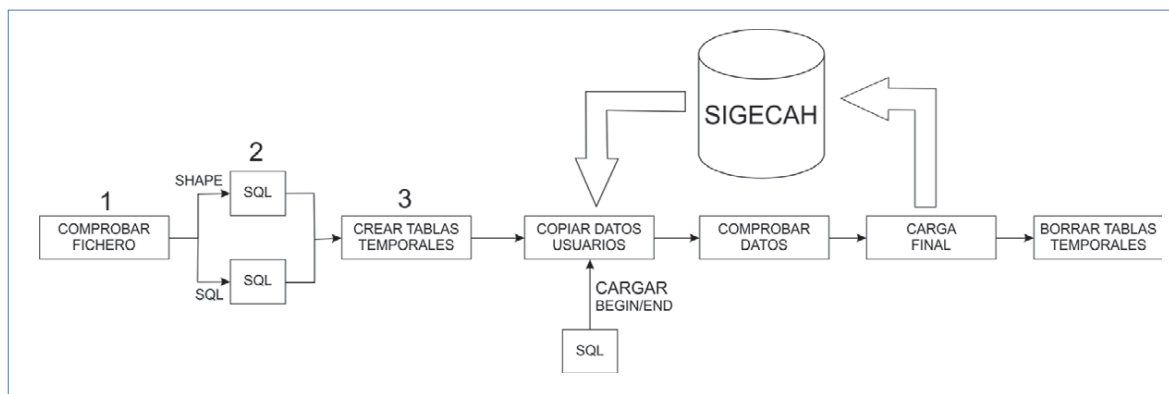 SIGECAH
1
2
3
SHAPE
SQL
COMPROBAR
FICHERO
SQL
SQL
CREAR TABLAS
TEMPORALES
COPIAR DATOS
USUARIOS
COMPROBAR
DATOS
CARGA
FINAL
BORRAR TABLAS
TEMPORALES
CARGAR
BEGIN/END
SQL